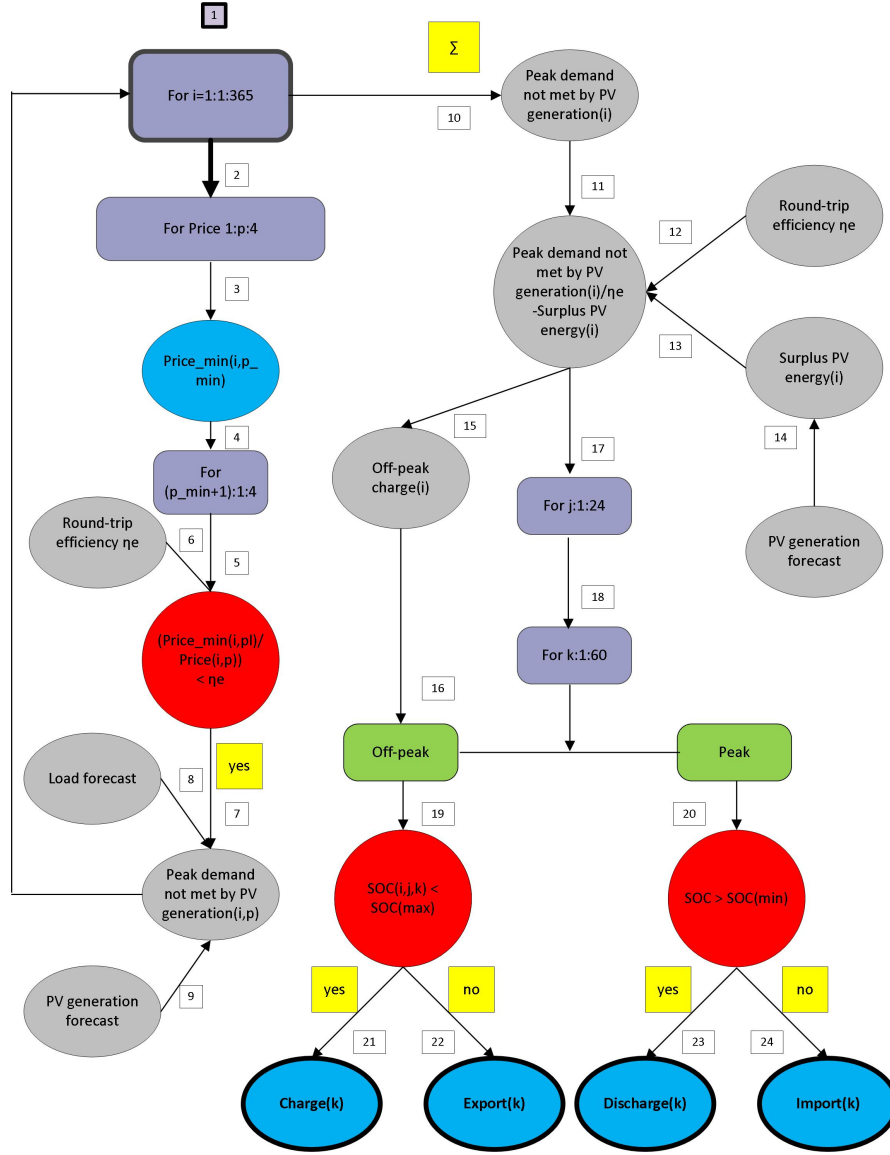 1
For i=1:1:365
∑
10
Peak demand
not met by PV
generation(i)
2
For Price 1:p:4
11
Round-trip
efficiency ηe
12
Peak demand not
met by PV
generation(i)/ηe
-Surplus PV
energy(i)
3
13
Price_min(i,p_
min)
Surplus PV
energy(i)
4
15
14
For
(p_min+1):1:4
Off-peak
charge(i)
17
For j:1:24
Round-trip
efficiency ηe
6
5
PV generation
forecast
18
(Price_min(i,pl)/
Price(i,p))
< ηe
For k:1:60
16
yes
Off-peak
Peak
Load forecast
8
7
19
20
Peak demand
not met by PV
generation(i,p)
SOC(i,j,k) <
SOC(max)
SOC > SOC(min)
PV generation
forecast
9
yes
no
yes
no
21
22
23
24
Charge(k)
Export(k)
Discharge(k)
Import(k)